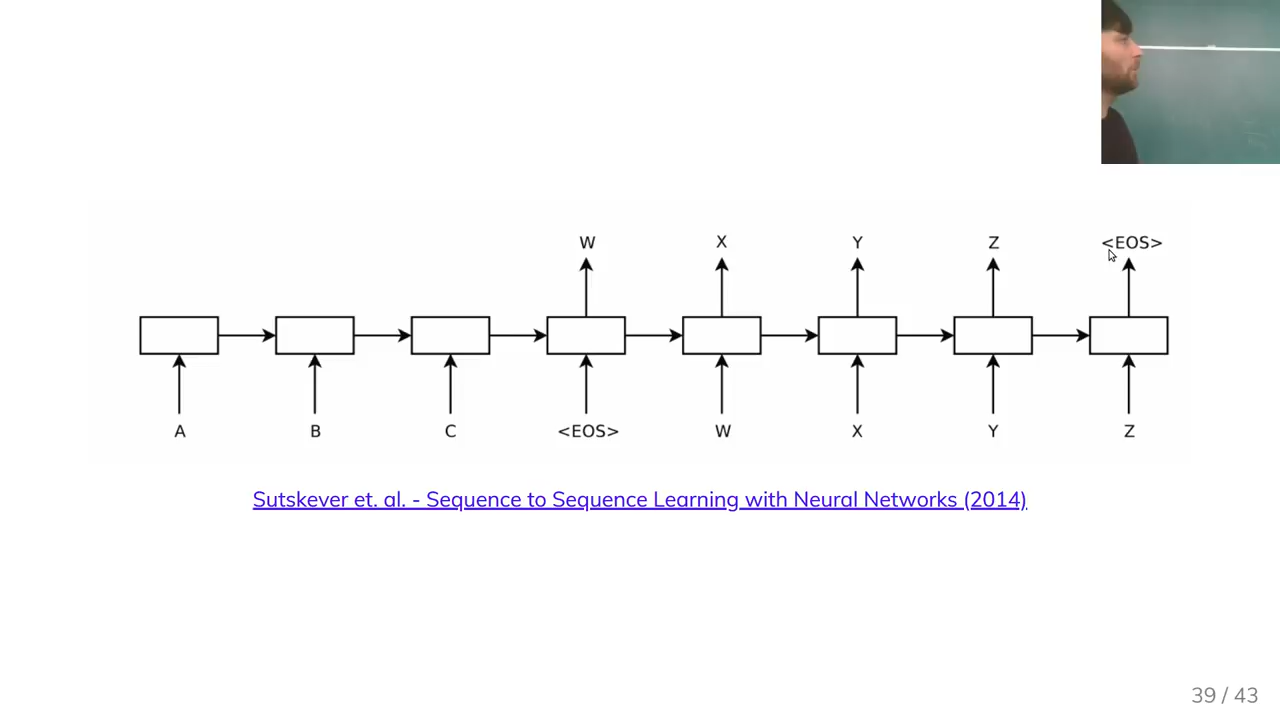 W X Y Z <EOS>
A B C <EOS> W X Y Z
Sutskever et. al. - Sequence to Sequence Learning with Neural Networks (2014)
39 / 43